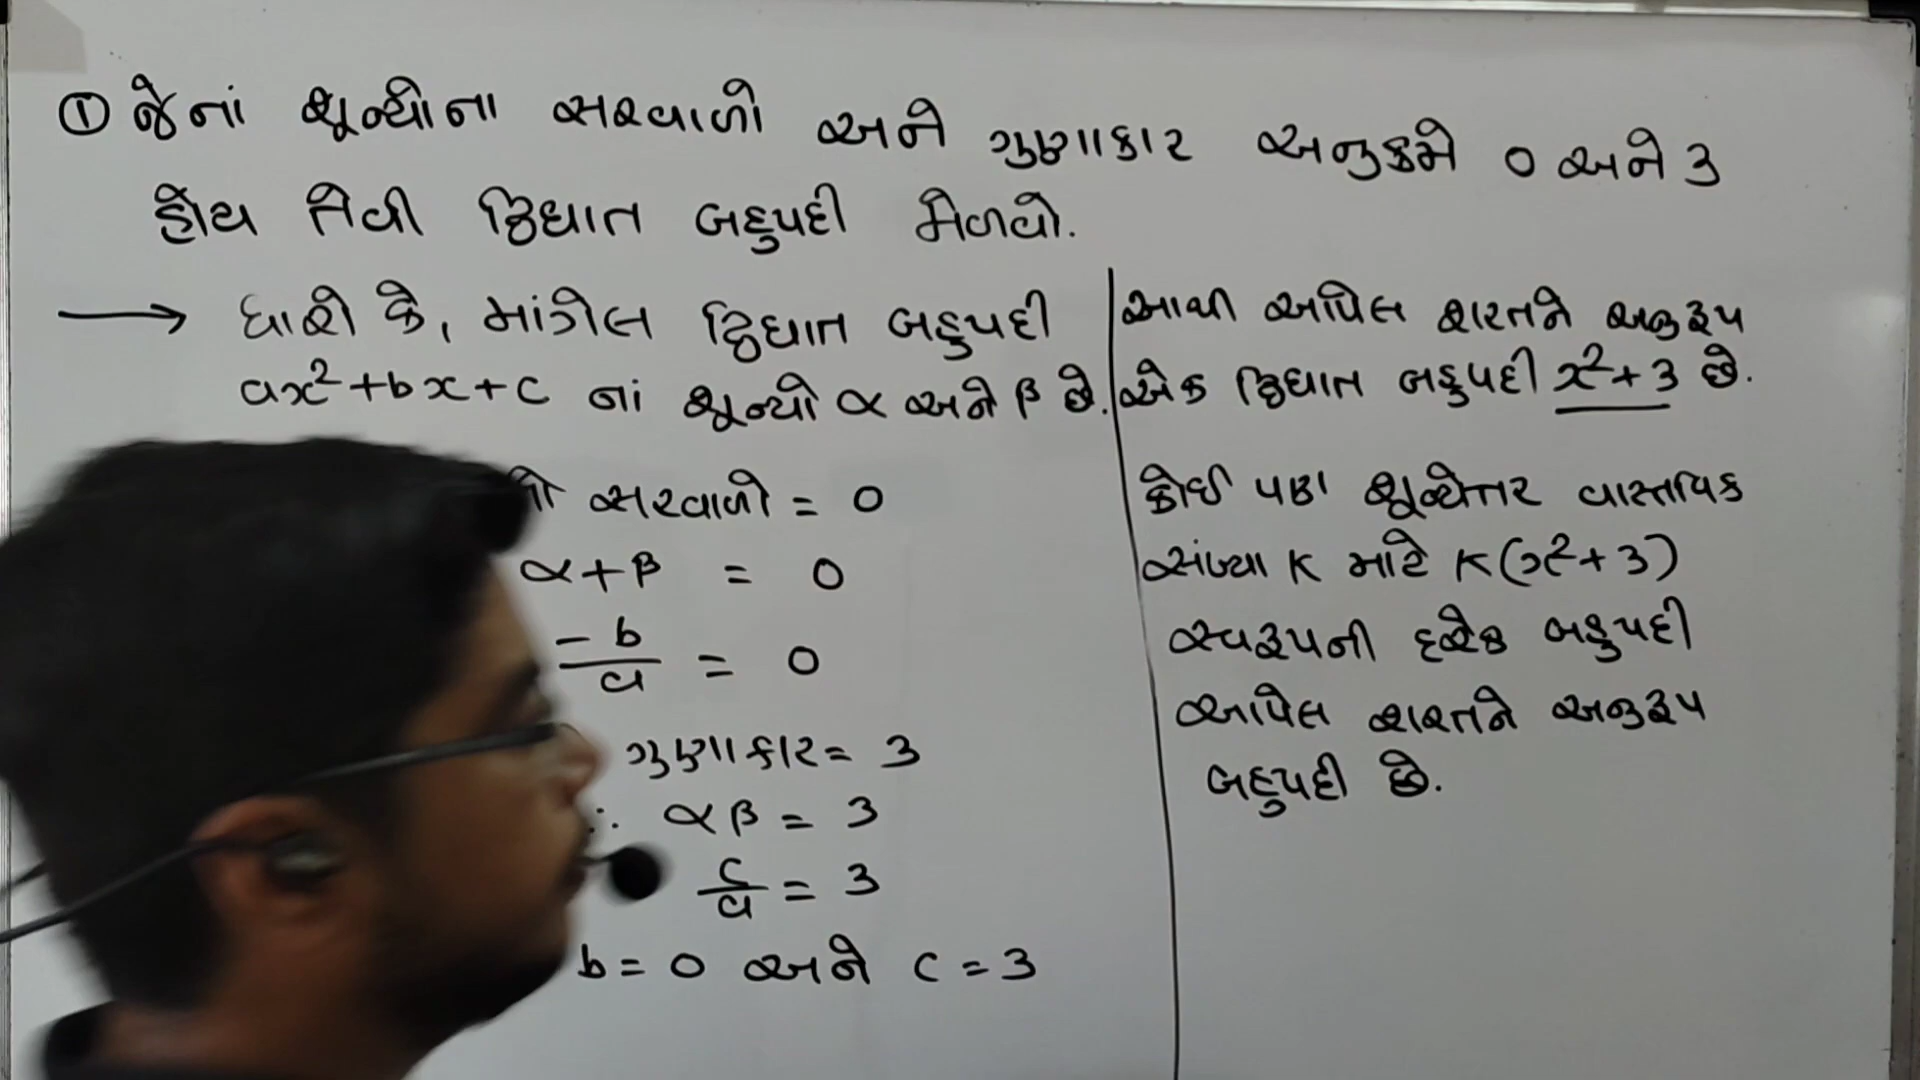 ① જેનાં શૂન્યોના સરવાળો અને ગુણાકાર અનુક્રમે 0 અને 3
હોય તેવી દ્વિઘાત બહુપદી મેળવો.
→ ધારો કે, માંગેલ દ્વિઘાત બહુપદી
ax²+bx+c નાં શૂન્યો α અને β છે.
સરવાળો = 0
α+β = 0
-b/a = 0
ગુણાકાર = 3
∴ αβ = 3
c/a = 3
b = 0 અને c = 3
આથી આપેલ શરતને અનુરૂપ
એક દ્વિઘાત બહુપદી x²+3 છે.
કોઈ પણ શૂન્યેત્તર વાસ્તવિક
સંખ્યા K માટે K(x²+3)
સ્વરૂપની દરેક બહુપદી
આપેલ શરતને અનુરૂપ
બહુપદી છે.